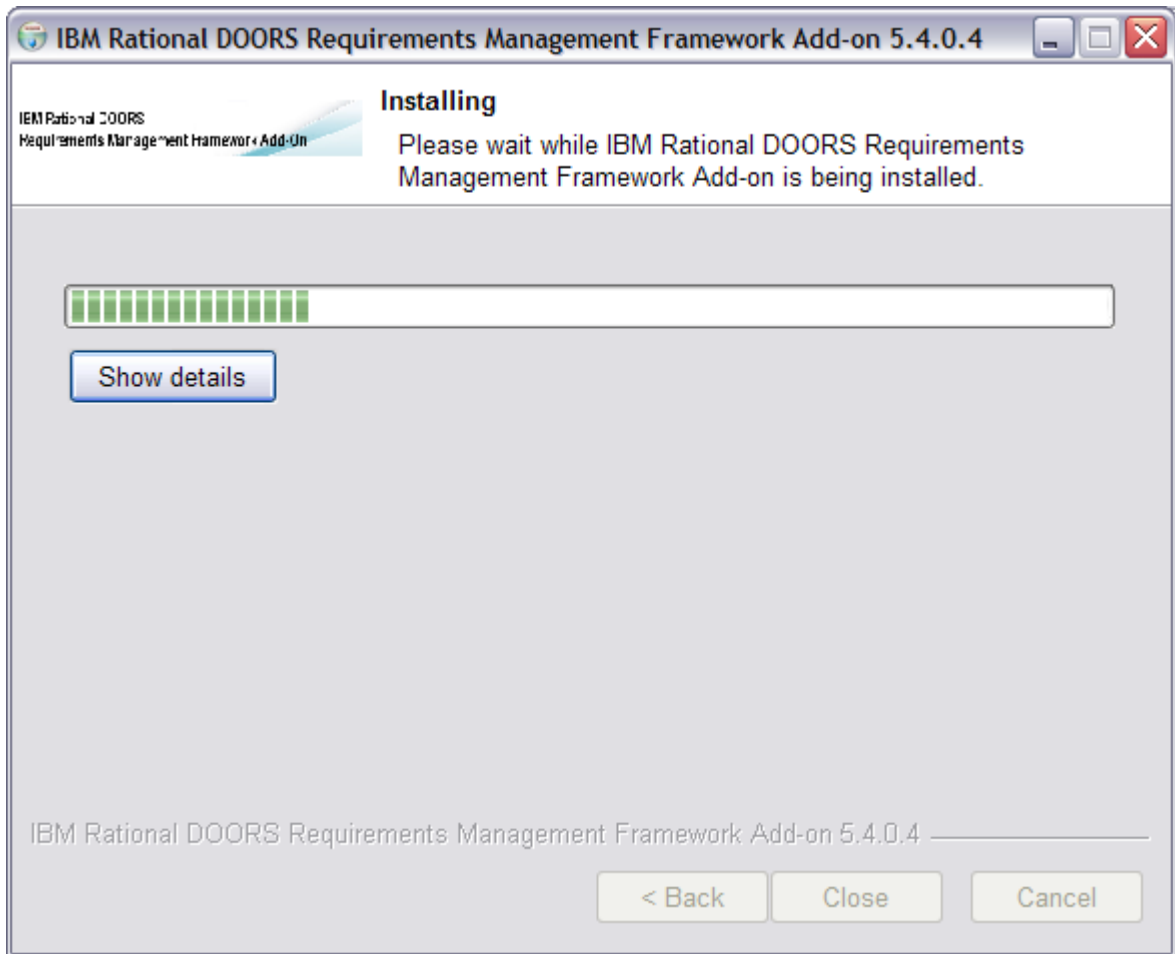 IBM Rational DOORS Requirements Management Framework Add-on 5.4.0.4
IBM Rational DOORS
Requirements Management Framework Add-On
Installing
Please wait while IBM Rational DOORS Requirements
Management Framework Add-on is being installed.
Show details
IBM Rational DOORS Requirements Management Framework Add-on 5.4.0.4
< Back
Close
Cancel